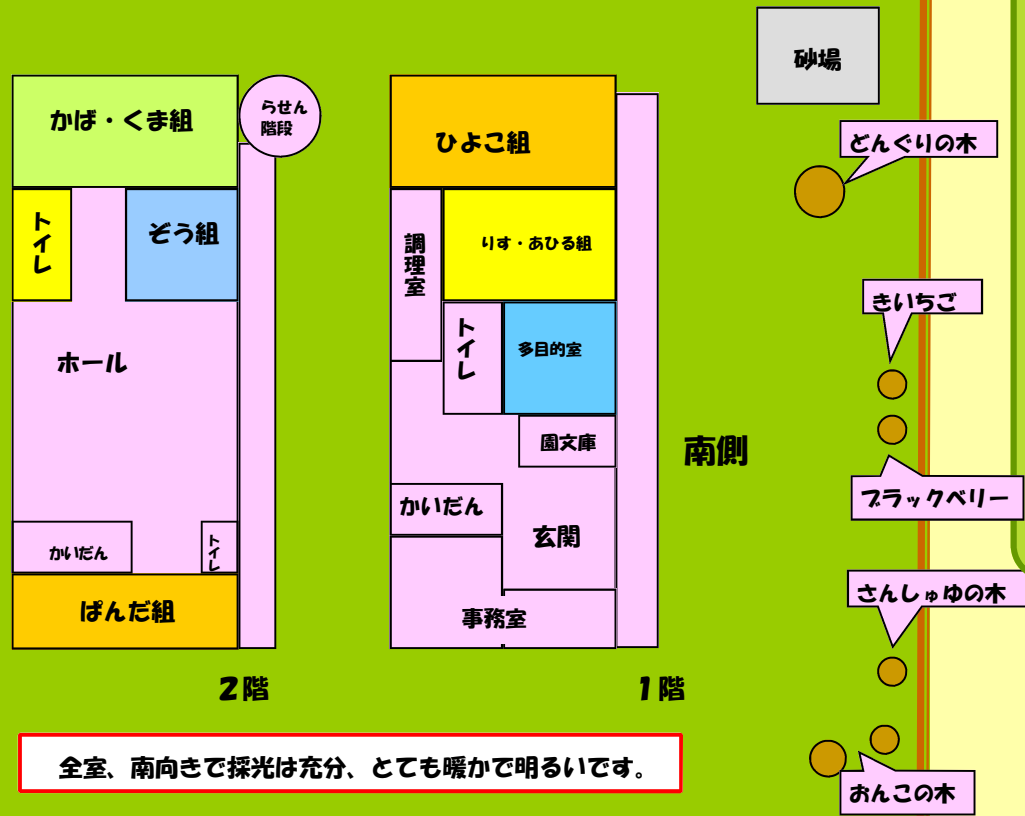 砂場
らせん
階段
かば・くま組
ひよこ組
どんぐりの木
トイレ
ぞう組
調理室
りす・あひる組
きいちご
ホール
トイレ
多目的室
園文庫
南側
ブラックベリー
かいだん
玄関
かいだん
トイレ
さんしゅゆの木
ぱんだ組
事務室
2階
1階
全室、南向きで採光は充分、とても暖かで明るいです。
おんこの木